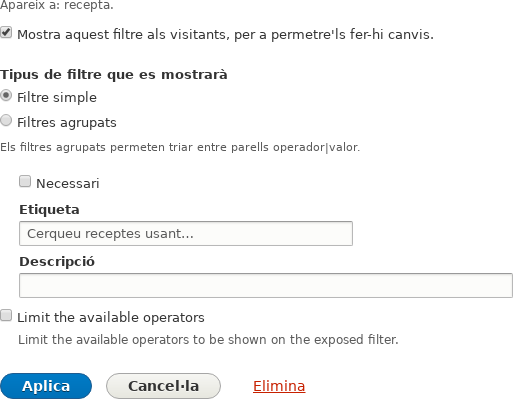 Apareix a: recepta.
Mostra aquest filtre als visitants, per a permetre'ls fer-hi canvis.
Tipus de filtre que es mostrarà
Filtre simple
Filtres agrupats
Els filtres agrupats permeten triar entre parells operador|valor.
Necessari
Etiqueta
Cerqueu receptes usant...
Descripció
Limit the available operators
Limit the available operators to be shown on the exposed filter.
Aplica Cancel·la Elimina